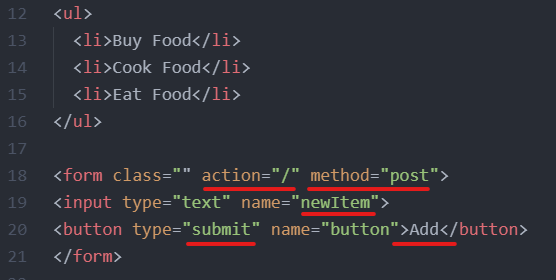 12 <ul>
13 <li>Buy Food</li>
14 <li>Cook Food</li>
15 <li>Eat Food</li>
16 </ul>
17
18 <form class="" action="/" method="post">
19 <input type="text" name="newItem">
20 <button type="submit" name="button">Add</button>
21 </form>